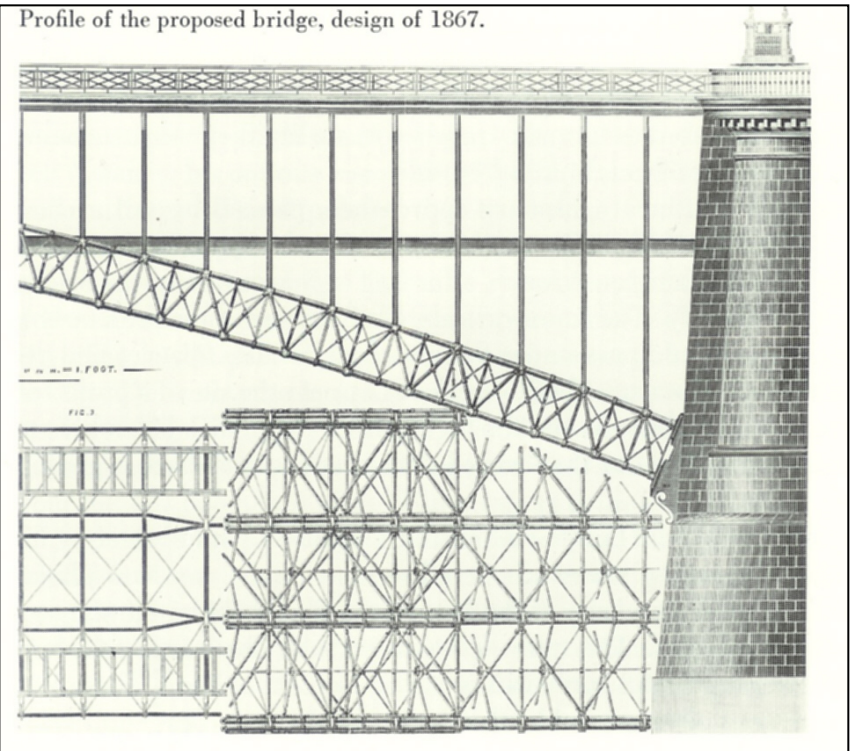 Profile of the proposed bridge, design of 1867.
= 1. FOOT.
FIG. 3.